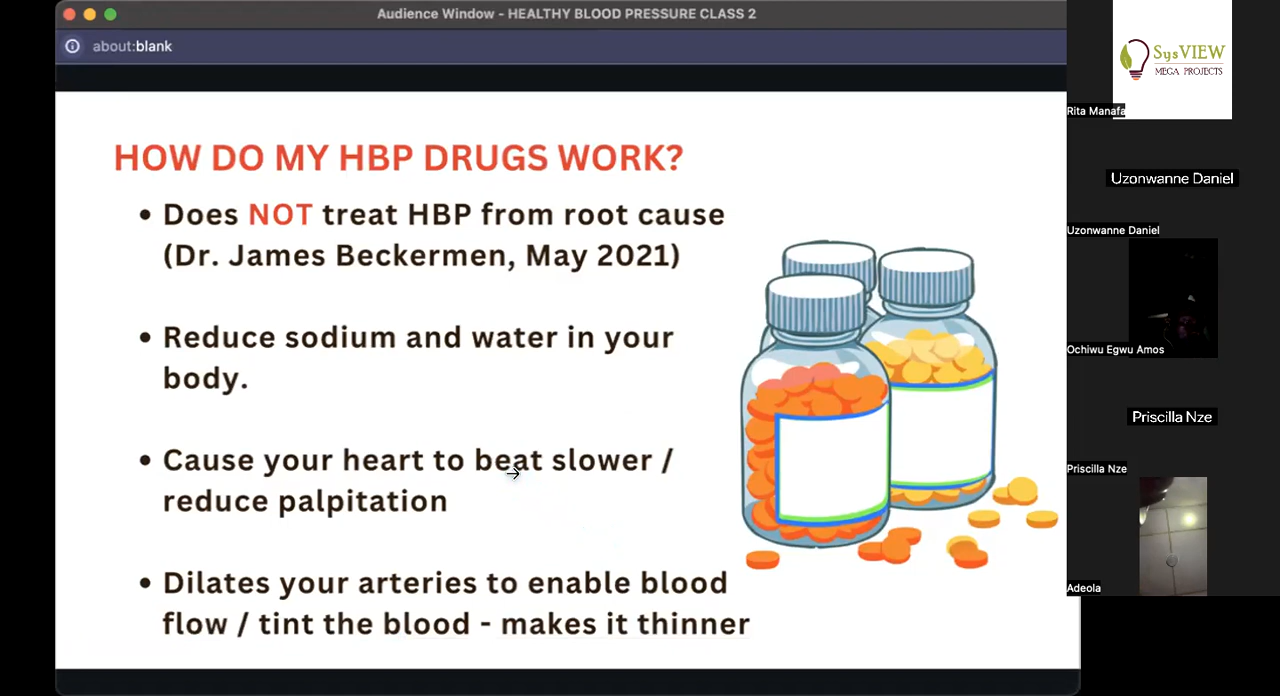 Audience Window - HEALTHY BLOOD PRESSURE CLASS 2
about:blank
HOW DO MY HBP DRUGS WORK?
• Does NOT treat HBP from root cause
(Dr. James Beckermen, May 2021)
• Reduce sodium and water in your
body.
• Cause your heart to beat slower /
reduce palpitation
• Dilates your arteries to enable blood
flow / tint the blood - makes it thinner
SysVIEW
MEGA PROJECTS
Rita Manafa
Uzonwanne Daniel
Uzonwanne Daniel
Ochiwu Egwu Amos
Priscilla Nze
Priscilla Nze
Adeola